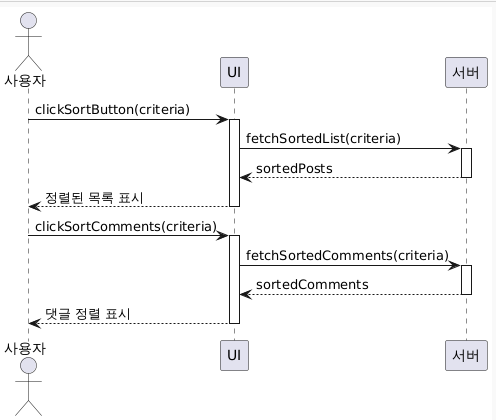 사용자
UI
서버
clickSortButton(criteria)
fetchSortedList(criteria)
sortedPosts
정렬된 목록 표시
clickSortComments(criteria)
fetchSortedComments(criteria)
sortedComments
댓글 정렬 표시
사용자
UI
서버